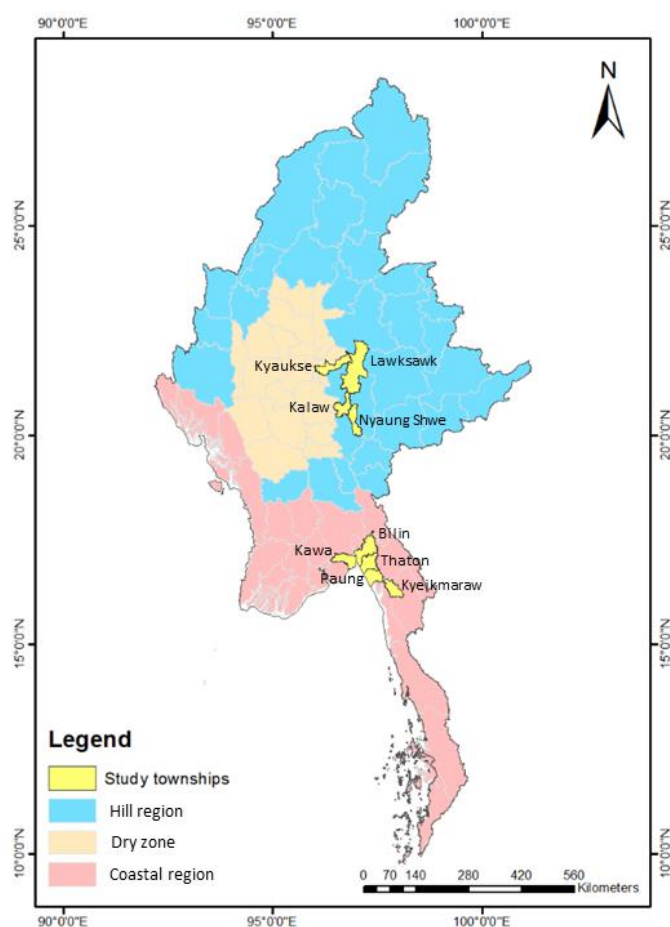 90°0'0"E 95°0'0"E 100°0'0"E
N
25°0'0"N 25°0'0"N
Lawksawk
Kyaukse
Kalaw
Nyaung Shwe
20°0'0"N 20°0'0"N
Bilin
Kawa
Thaton
Paung
Kyeikmaraw
15°0'0"N 15°0'0"N
Legend
Study townships
Hill region
Dry zone
Coastal region
10°0'0"N 10°0'0"N
0 70 140 280 420 560
Kilometers
90°0'0"E 95°0'0"E 100°0'0"E